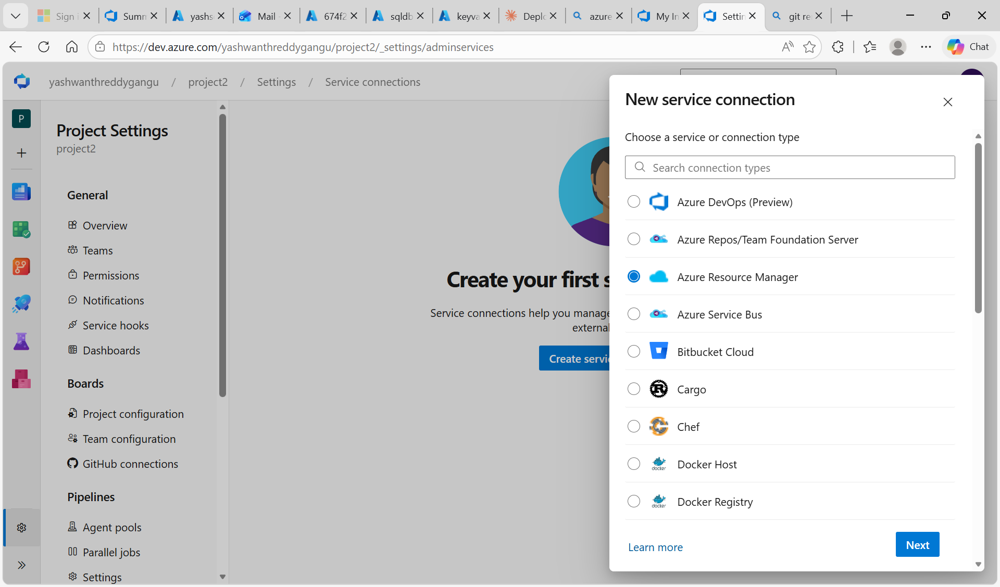 Sign i
Summ
yashs
Mail -
674f2
sqldb
keyva
Deplo
azure
My In
Settin
git re
https://dev.azure.com/yashwanthreddygangu/project2/_settings/adminservices
Chat
yashwanthreddygangu / project2 / Settings / Service connections
P
Project Settings
project2
General
Overview
Teams
Permissions
Notifications
Service hooks
Dashboards
Boards
Project configuration
Team configuration
GitHub connections
Pipelines
Agent pools
Parallel jobs
Settings
Create your first s
Service connections help you manage
external
Create servic
New service connection
Choose a service or connection type
Search connection types
Azure DevOps (Preview)
Azure Repos/Team Foundation Server
Azure Resource Manager
Azure Service Bus
Bitbucket Cloud
Cargo
Chef
docker Docker Host
docker Docker Registry
Learn more
Next